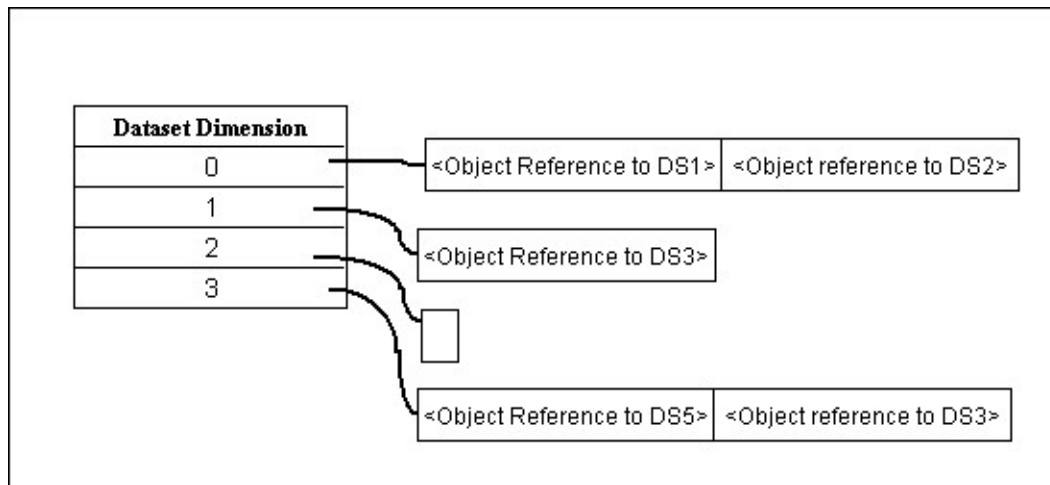 Dataset Dimension
0
<Object Reference to DS1> <Object reference to DS2>
1
<Object Reference to DS3>
2
3
<Object Reference to DS5> <Object reference to DS3>